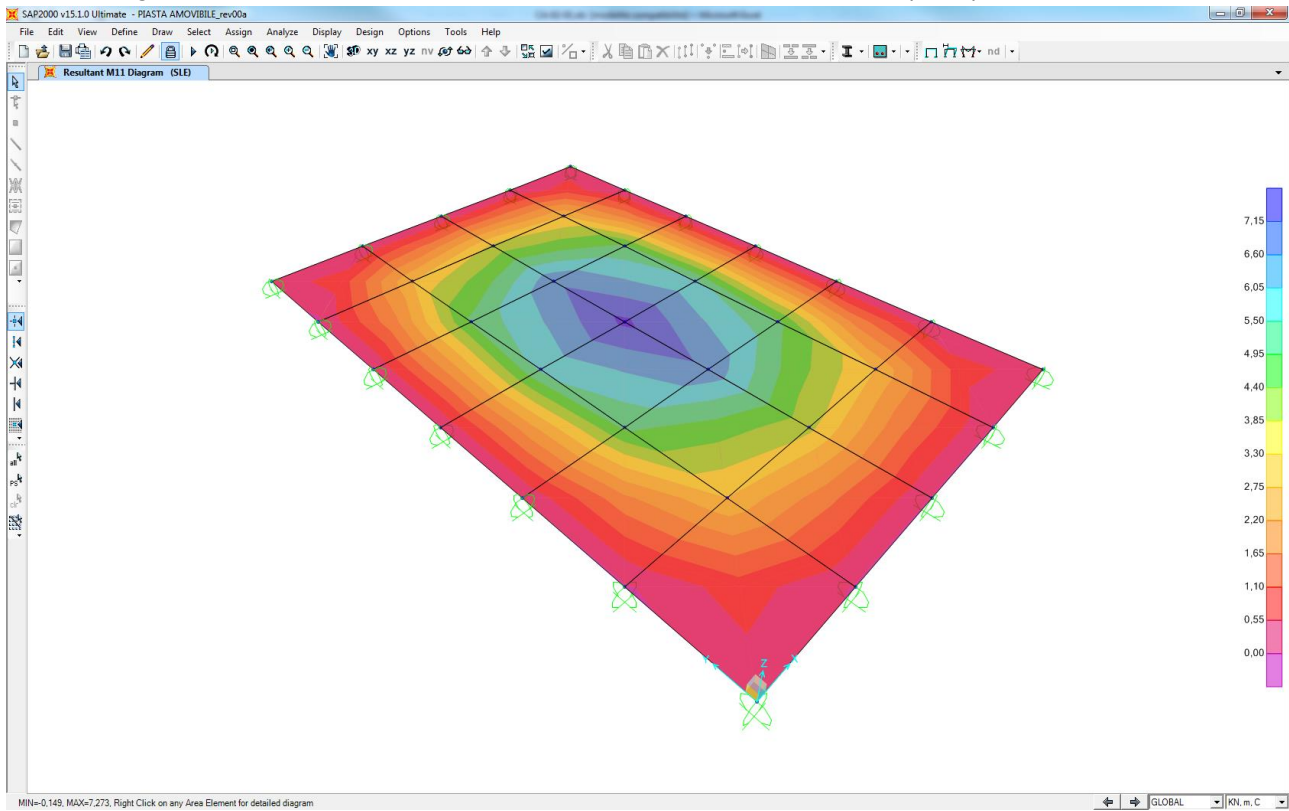 SAP2000 v15.1.0 Ultimate - PIASTA AMOVIBILE_rev00a
File Edit View Define Draw Select Assign Analyze Display Design Options Tools Help
xy xz yz nv nd
Resultant M11 Diagram (SLE)
7,15
6,60
6,05
5,50
4,95
4,40
3,85
3,30
2,75
2,20
1,65
1,10
0,55
0,00
all
PS
clr
Y Z X
MIN=-0,149, MAX=7,273, Right Click on any Area Element for detailed diagram
GLOBAL KN, m, C